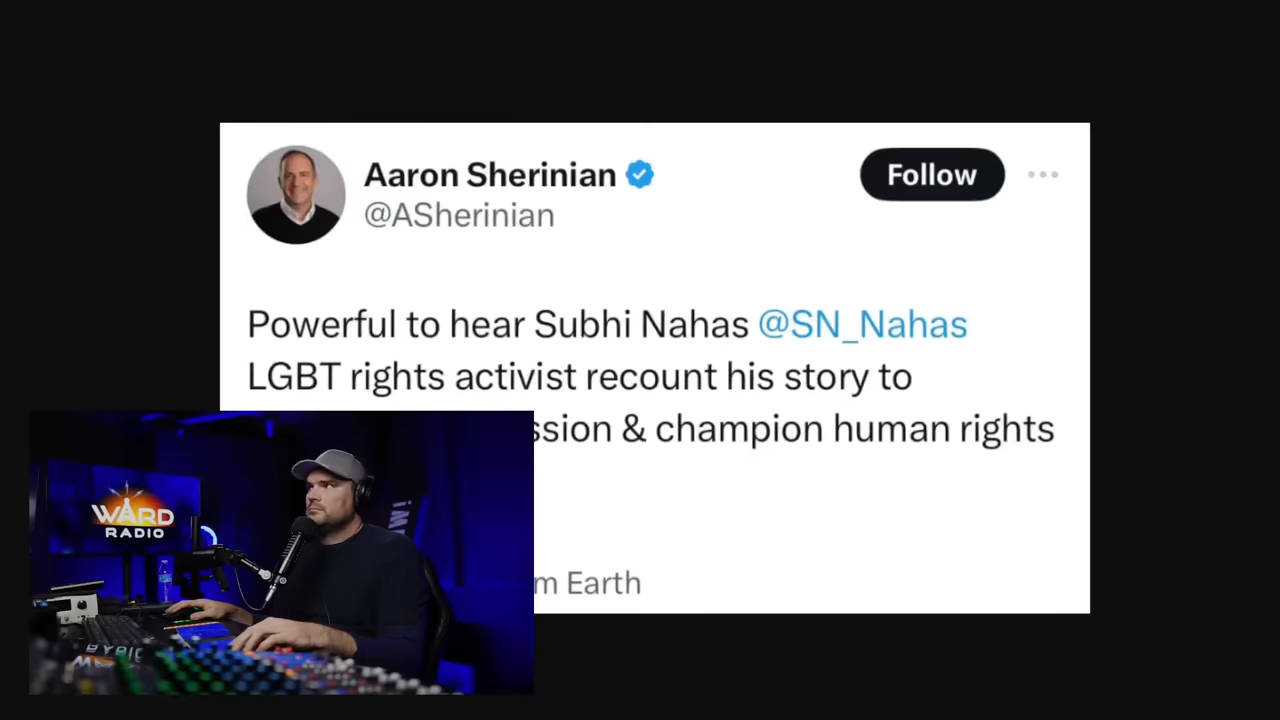 Aaron Sherinian
Follow
@ASherinian
Powerful to hear Subhi Nahas @SN_Nahas
LGBT rights activist recount his story to
ssion & champion human rights
m Earth
WARD
RADIO